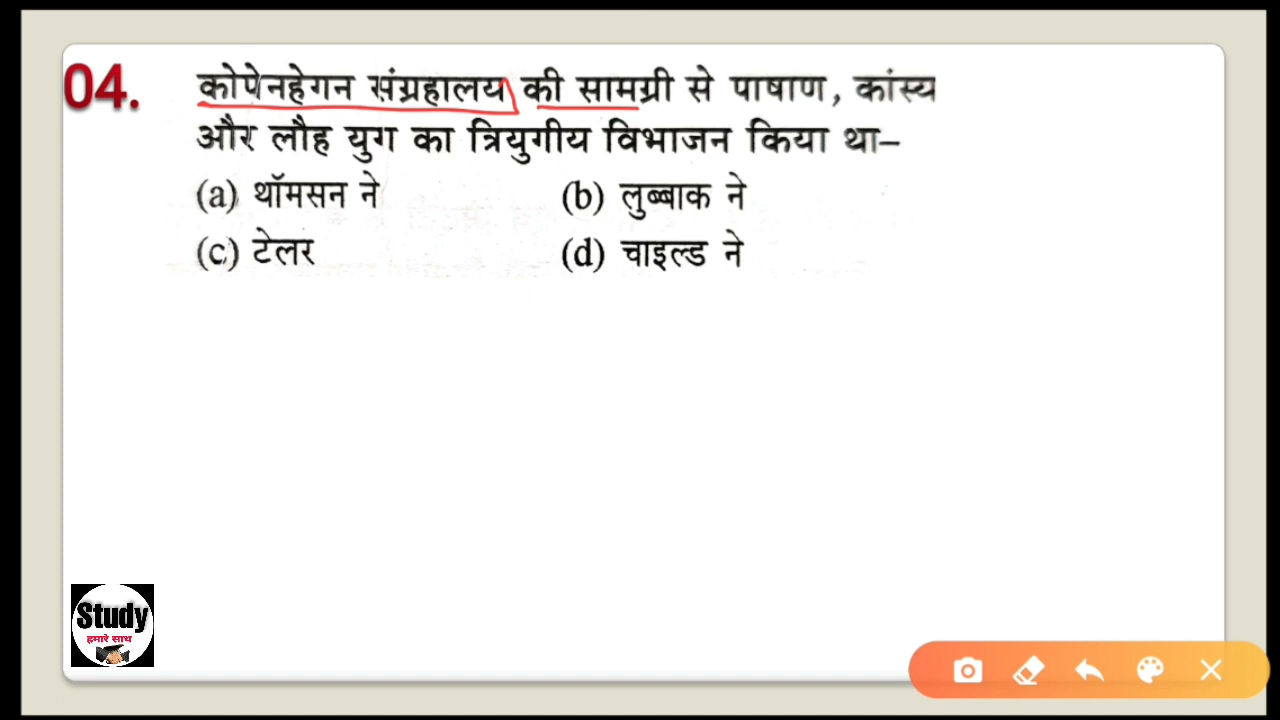 04. कोपेनहेगन संग्रहालय की सामग्री से पाषाण, कांस्य
और लौह युग का त्रियुगीय विभाजन किया था–
(a) थॉमसन ने (b) लुब्बाक ने
(c) टेलर (d) चाइल्ड ने
Study
हमारे साथ